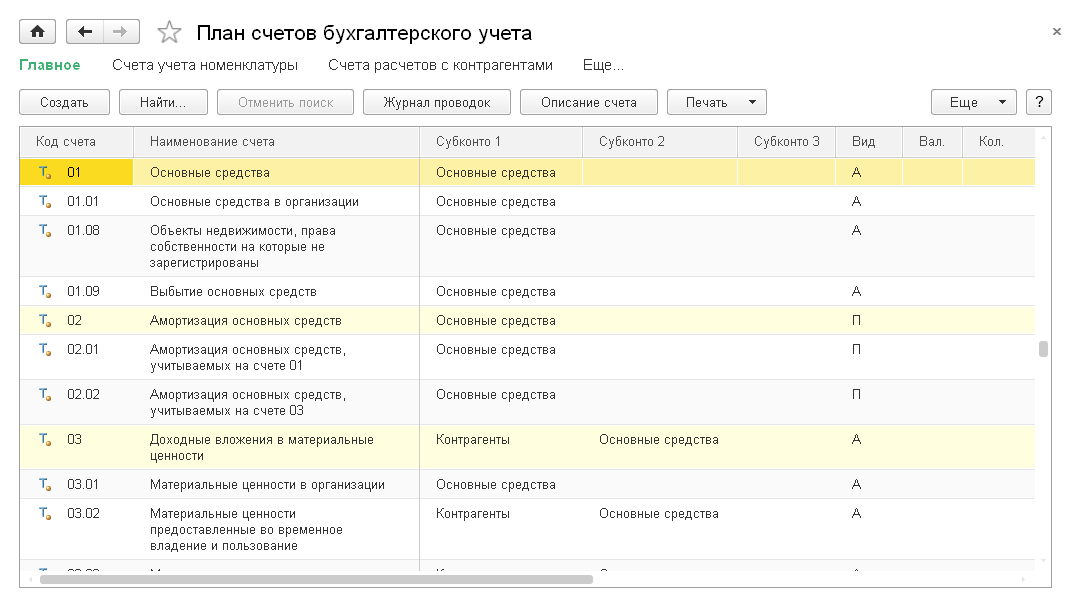 План счетов бухгалтерского учета
×
Главное Счета учета номенклатуры Счета расчетов с контрагентами Еще...
Создать Найти... Отменить поиск Журнал проводок Описание счета Печать Еще ?
Код счета Наименование счета Субконто 1 Субконто 2 Субконто 3 Вид Вал. Кол.
01 Основные средства Основные средства А
01.01 Основные средства в организации Основные средства А
01.08 Объекты недвижимости, права Основные средства А
собственности на которые не
зарегистрированы
01.09 Выбытие основных средств Основные средства А
02 Амортизация основных средств Основные средства П
02.01 Амортизация основных средств, Основные средства П
учитываемых на счете 01
02.02 Амортизация основных средств, Основные средства П
учитываемых на счете 03
03 Доходные вложения в материальные Контрагенты Основные средства А
ценности
03.01 Материальные ценности в организации Основные средства А
03.02 Материальные ценности Контрагенты Основные средства А
предоставленные во временное
владение и пользование